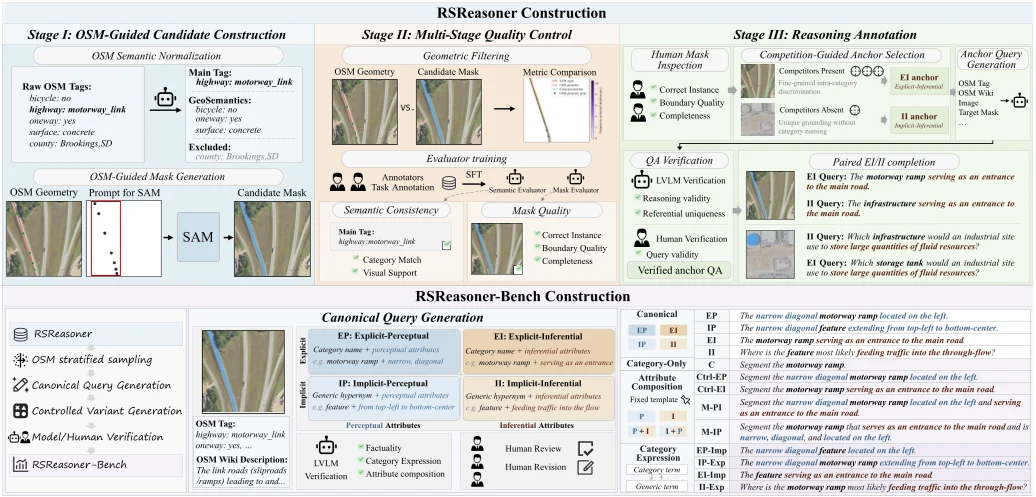 RSReasoner Construction
Stage I: OSM-Guided Candidate Construction
OSM Semantic Normalization
Raw OSM Tags:
bicycle: no
highway: motorway_link
oneway: yes
surface: concrete
county: Brookings,SD
Main Tag:
highway: motorway_link
GeoSemantics:
bicycle: no
oneway: yes
surface: concrete
Excluded:
county: Brookings,SD
OSM-Guided Mask Generation
OSM Geometry
Prompt for SAM
Candidate Mask
SAM
Stage II: Multi-Stage Quality Control
Geometric Filtering
OSM Geometry
Candidate Mask
Metric Comparison
vs.
Evaluator training
Annotators
Task Annotation
SFT
Semantic Evaluator
Mask Evaluator
Semantic Consistency
Main Tag:
highway:motorway_link
Category Match
Visual Support
Mask Quality
Correct Instance
Boundary Quality
Completeness
Stage III: Reasoning Annotation
Human Mask
Inspection
Correct Instance
Boundary Quality
Completeness
Competition-Guided Anchor Selection
Competitors Present
Fine-grained intra-category
discrimination
EI anchor
Explicit-Inferential
Competitors Absent
Unique grounding without
category naming
II anchor
Implicit-Inferential
Anchor Query
Generation
OSM Tag
OSM Wiki
Image
Target Mask
...
QA Verification
LVLM Verification
Reasoning validity
Referential uniqueness
Human Verification
Query validity
Verified anchor QA
Paired EI/II completion
EI Query: The motorway ramp serving as an entrance
to the main road.
II Query: The infrastructure serving as an entrance to
the main road.
II Query: Which infrastructure would an industrial site
use to store large quantities of fluid resources?
EI Query: Which storage tank would an industrial site
use to store large quantities of fluid resources?
RSReasoner-Bench Construction
RSReasoner
OSM stratified sampling
Canonical Query Generation
Controlled Variant Generation
Model/Human Verification
RSReasoner-Bench
Canonical Query Generation
OSM Tag:
highway: motorway_link
oneway: yes, ...
OSM Wiki Description:
The link roads (sliproads
/ramps) leading to and...
Explicit
Implicit
EP: Explicit-Perceptual
Category name + perceptual attributes
e.g. motorway ramp + narrow, diagonal
EI: Explicit-Inferential
Category name + inferential attributes
e.g. motorway ramp + serving as an entrance
IP: Implicit-Perceptual
Generic hypernym + perceptual attributes
e.g. feature + from top-left to bottom-center
II: Implicit-Inferential
Generic hypernym + inferential attributes
e.g. feature + feeding traffic into the flow
Perceptual Attributes
Inferential Attributes
LVLM
Verification
Factuality
Category Expression
Attribute composition
Human Review
Human Revision
Canonical
EP EI
IP II
Category-Only
Attribute
Composition
Fixed template
P I
P + I I + P
Category
Expression
Category term
Generic term
EP The narrow diagonal motorway ramp located on the left.
IP The narrow diagonal feature extending from top-left to bottom-center.
EI The motorway ramp serving as an entrance to the main road.
II Where is the feature most likely feeding traffic into the through-flow?
C Segment the motorway ramp.
Ctrl-EP Segment the narrow diagonal motorway ramp located on the left.
Ctrl-EI Segment the motorway ramp serving as an entrance to the main road.
M-PI Segment the narrow diagonal motorway ramp located on the left and serving
as an entrance to the main road.
M-IP Segment the motorway ramp that serves as an entrance to the main road and is
narrow, diagonal, and located on the left.
EP-Imp The narrow diagonal feature located on the left.
IP-Exp The narrow diagonal motorway ramp extending from top-left to bottom-center.
EI-Imp The feature serving as an entrance to the main road.
II-Exp Where is the motorway ramp most likely feeding traffic into the through-flow?